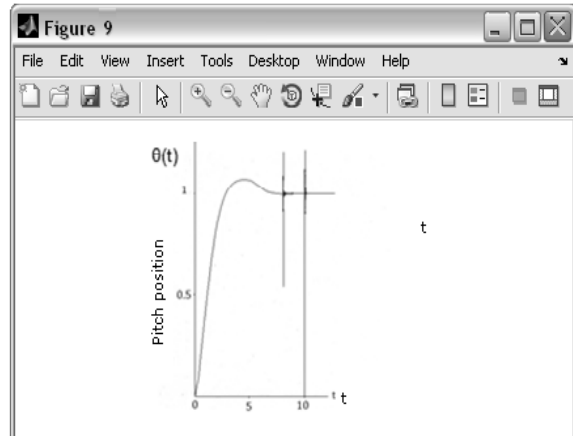 Figure 9
File Edit View Insert Tools Desktop Window Help
θ(t)
1
t
Pitch position
0.5
t t
0 5 10